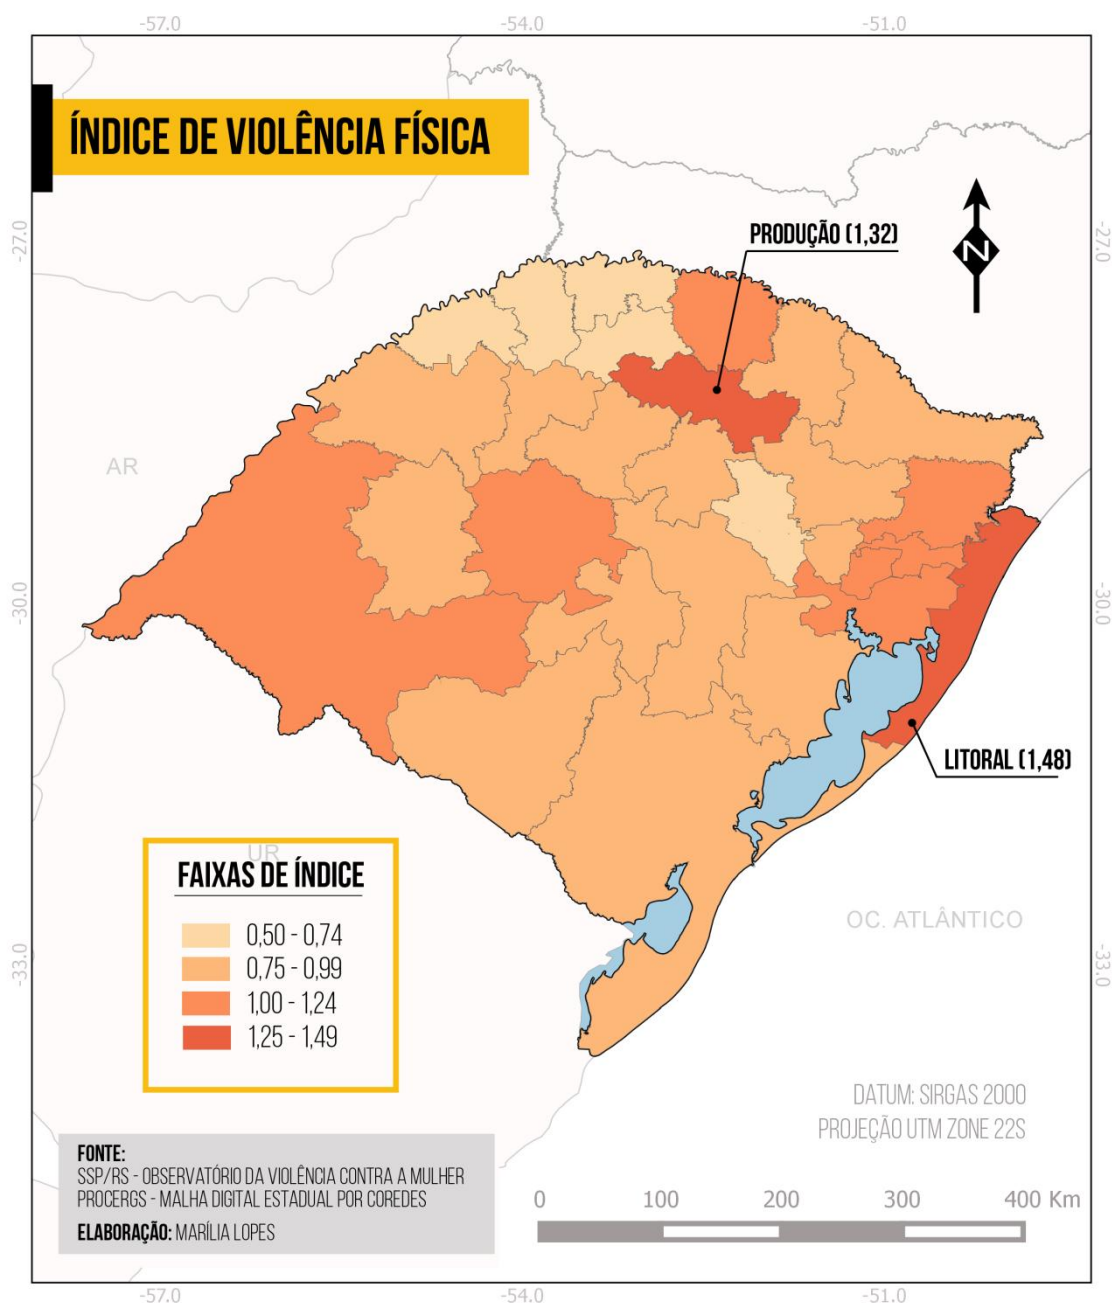 -57.0
-54.0
-51.0
ÍNDICE DE VIOLÊNCIA FÍSICA
-27.0
-27.0
PRODUÇÃO (1,32)
N
AR
-30.0
-30.0
LITORAL (1,48)
UR
FAIXAS DE ÍNDICE
0,50 - 0,74
0,75 - 0,99
1,00 - 1,24
1,25 - 1,49
OC. ATLÂNTICO
-33.0
-33.0
DATUM: SIRGAS 2000
PROJEÇÃO UTM ZONE 22S
FONTE:
SSP/RS - OBSERVATÓRIO DA VIOLÊNCIA CONTRA A MULHER
PROCERGS - MALHA DIGITAL ESTADUAL POR COREDES
ELABORAÇÃO: MARÍLIA LOPES
0 100 200 300 400 Km
-57.0
-54.0
-51.0